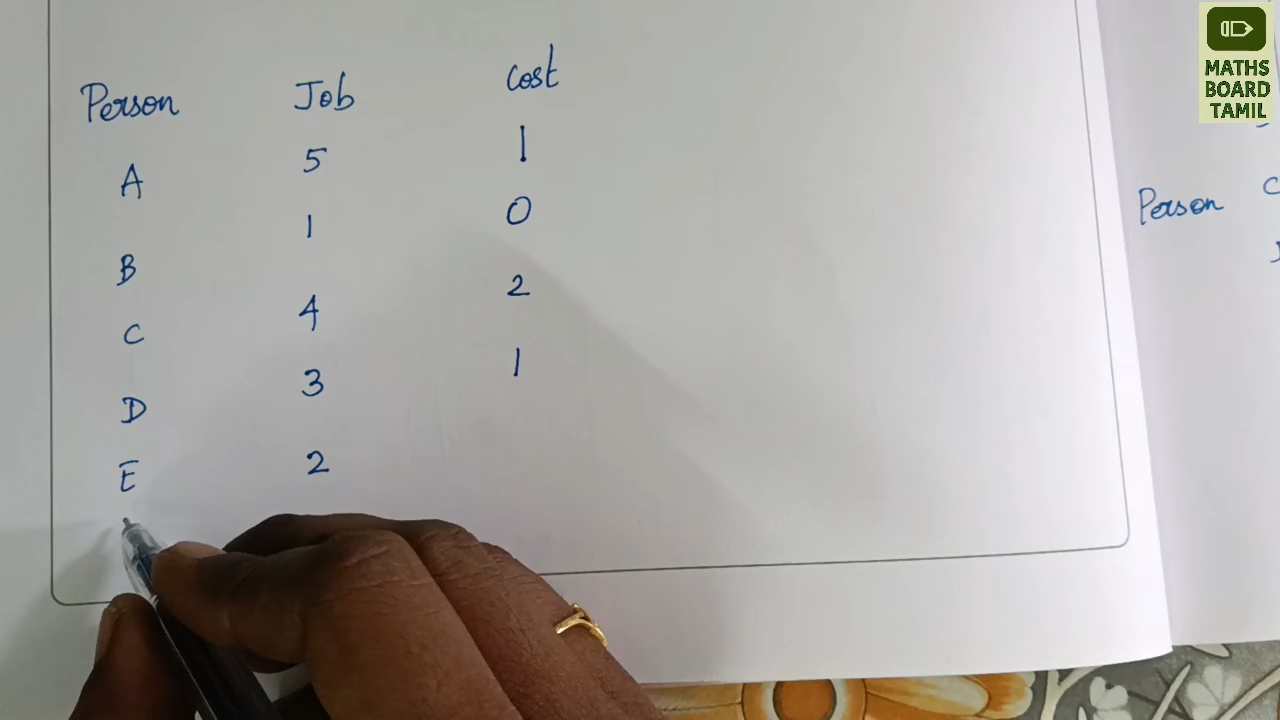 Person Job Cost
A 5 1
B 1 0
C 4 2
D 3 1
E 2
Person
C
MATHS
BOARD
TAMIL